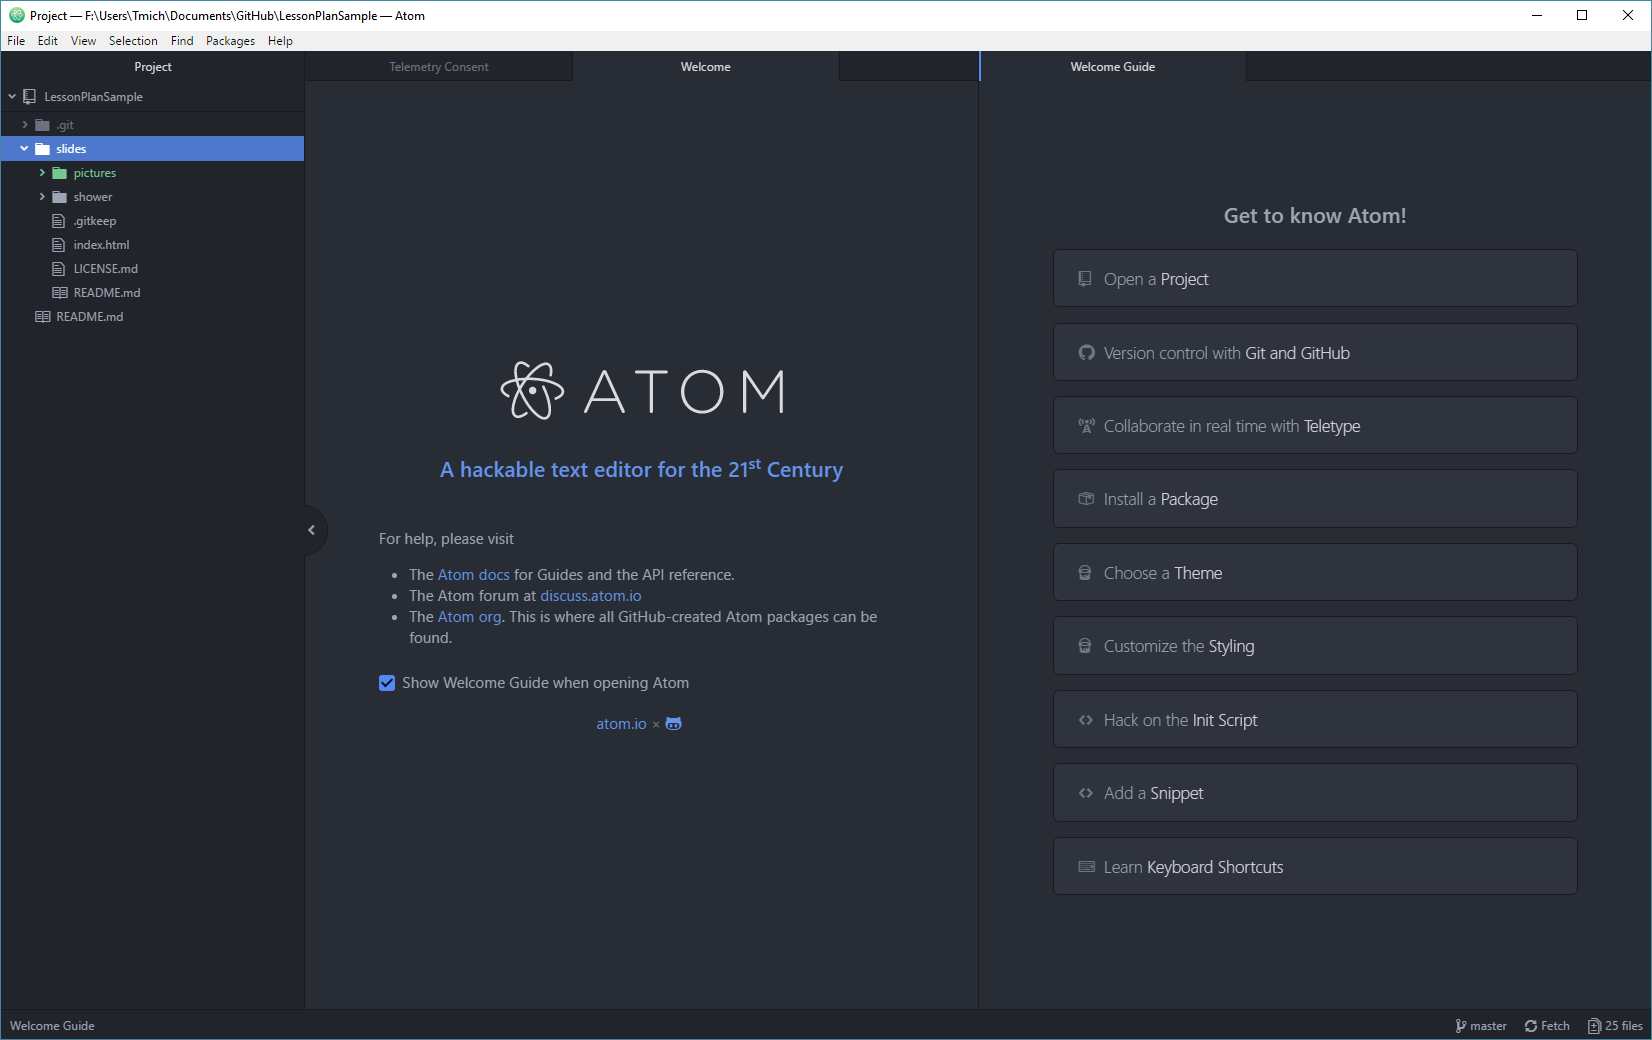 Project — F:\Users\Tmich\Documents\GitHub\LessonPlanSample — Atom
File Edit View Selection Find Packages Help
Project
LessonPlanSample
.git
slides
pictures
shower
.gitkeep
index.html
LICENSE.md
README.md
README.md
Telemetry Consent
Welcome
ATOM
A hackable text editor for the 21st Century
For help, please visit
• The Atom docs for Guides and the API reference.
• The Atom forum at discuss.atom.io
• The Atom org. This is where all GitHub-created Atom packages can be
found.
Show Welcome Guide when opening Atom
atom.io ×
Welcome Guide
Get to know Atom!
Open a Project
Version control with Git and GitHub
Collaborate in real time with Teletype
Install a Package
Choose a Theme
Customize the Styling
Hack on the Init Script
Add a Snippet
Learn Keyboard Shortcuts
Welcome Guide
master Fetch 25 files